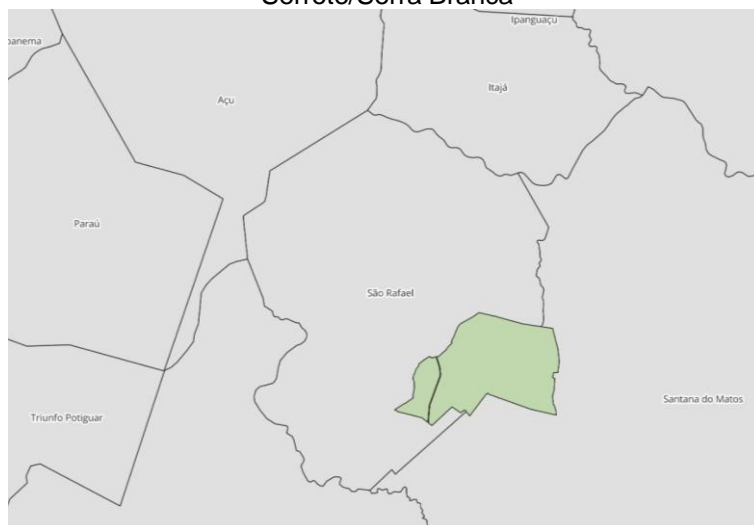 Ipanguaçu
Açu
Itajá
Paraú
São Rafael
Santana do Matos
Triunfo Potiguar